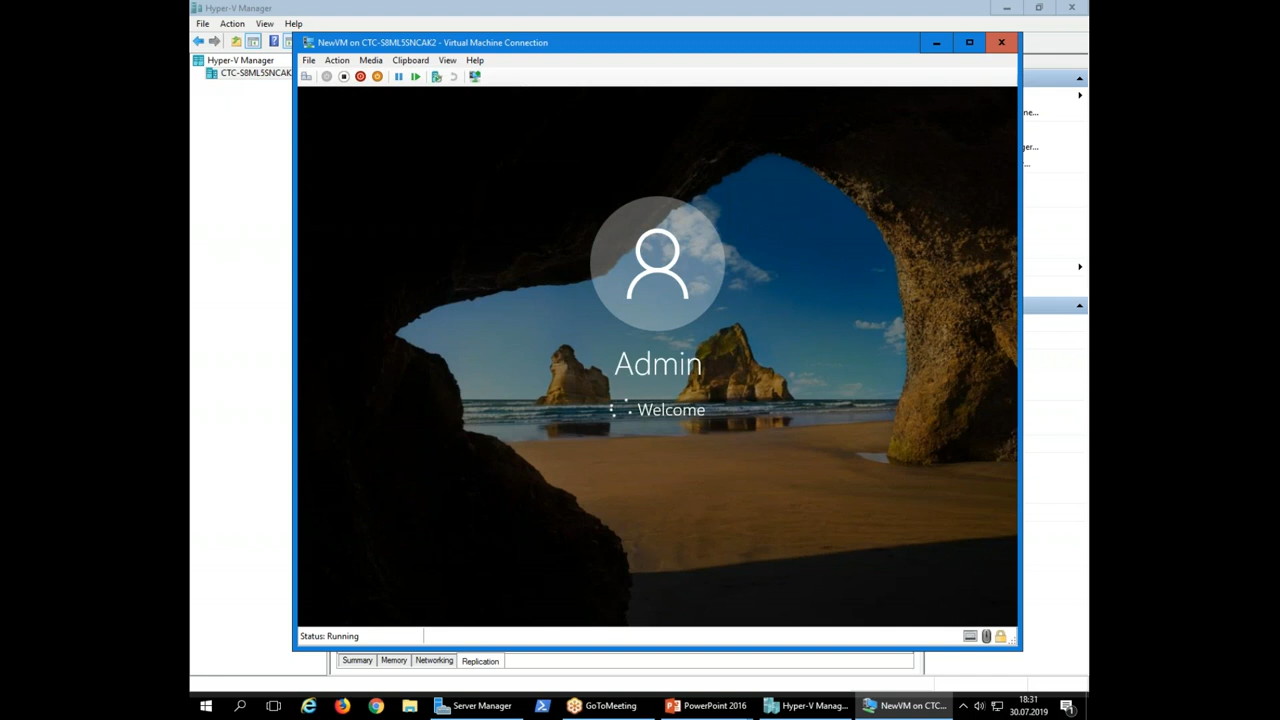 Hyper-V Manager
File Action View Help
Hyper-V Manager
CTC-S8ML5SNCAK
NewVM on CTC-S8ML5SNCAK2 - Virtual Machine Connection
File Action Media Clipboard View Help
ne...
ger...
...
Admin
Welcome
Status: Running
Summary Memory Networking Replication
Server Manager GoToMeeting PowerPoint 2016 Hyper-V Manag... NewVM on CTC... 18:31
30.07.2019